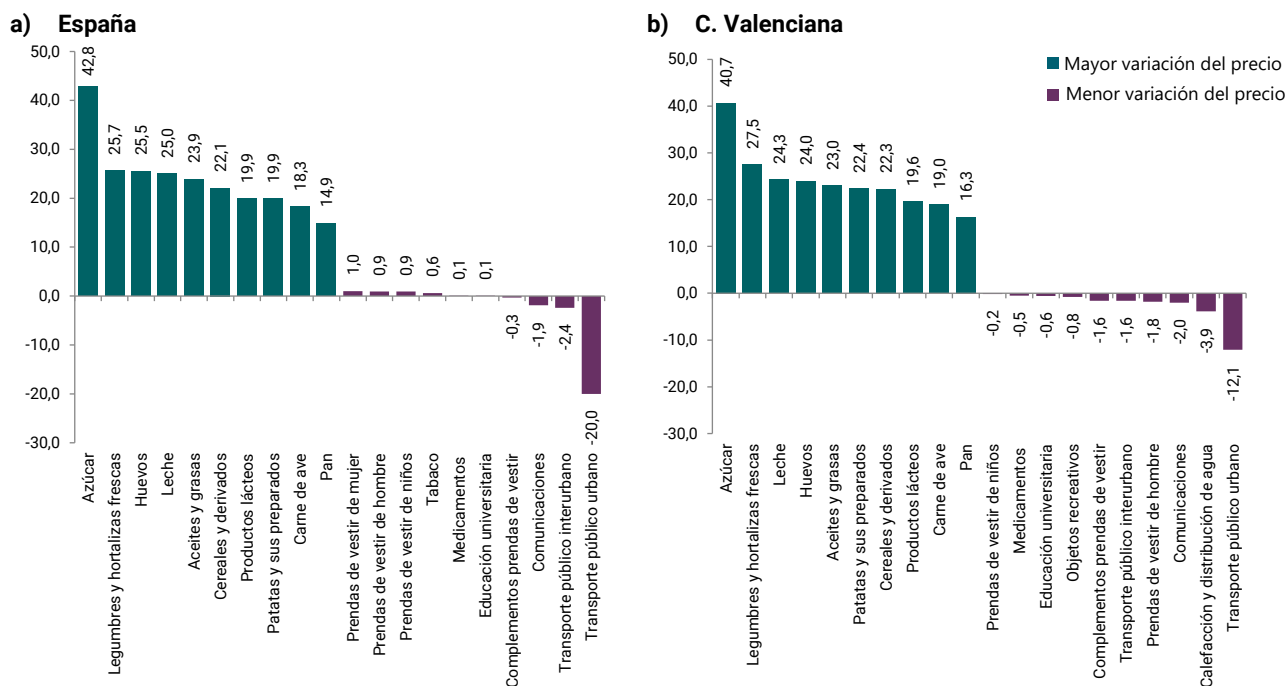 a) España
50,0
40,0
30,0
20,0
10,0
0,0
-10,0
-20,0
-30,0
42,8
25,7
25,5
25,0
23,9
22,1
19,9
19,9
18,3
14,9
1,0
0,9
0,9
0,6
0,1
0,1
-0,3
-1,9
-2,4
-20,0
Azúcar
Legumbres y hortalizas frescas
Huevos
Leche
Aceites y grasas
Cereales y derivados
Productos lácteos
Patatas y sus preparados
Carne de ave
Pan
Prendas de vestir de mujer
Prendas de vestir de hombre
Prendas de vestir de niños
Tabaco
Medicamentos
Educación universitaria
Complementos prendas de vestir
Comunicaciones
Transporte público interurbano
Transporte público urbano
b) C. Valenciana
Mayor variación del precio
Menor variación del precio
50,0
40,0
30,0
20,0
10,0
0,0
-10,0
-20,0
-30,0
40,7
27,5
24,3
24,0
23,0
22,4
22,3
19,6
19,0
16,3
-0,2
-0,5
-0,6
-0,8
-1,6
-1,6
-1,8
-2,0
-3,9
-12,1
Azúcar
Legumbres y hortalizas frescas
Leche
Huevos
Aceites y grasas
Patatas y sus preparados
Cereales y derivados
Productos lácteos
Carne de ave
Pan
Prendas de vestir de niños
Medicamentos
Educación universitaria
Objetos recreativos
Complementos prendas de vestir
Transporte público interurbano
Prendas de vestir de hombre
Comunicaciones
Calefacción y distribución de agua
Transporte público urbano